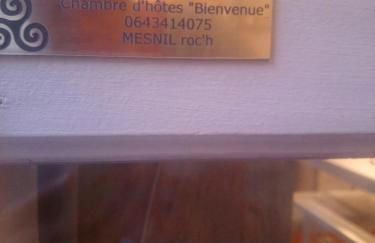 Chambre d'hôtes "Bienvenue"
0643414075
MESNIL roc'h